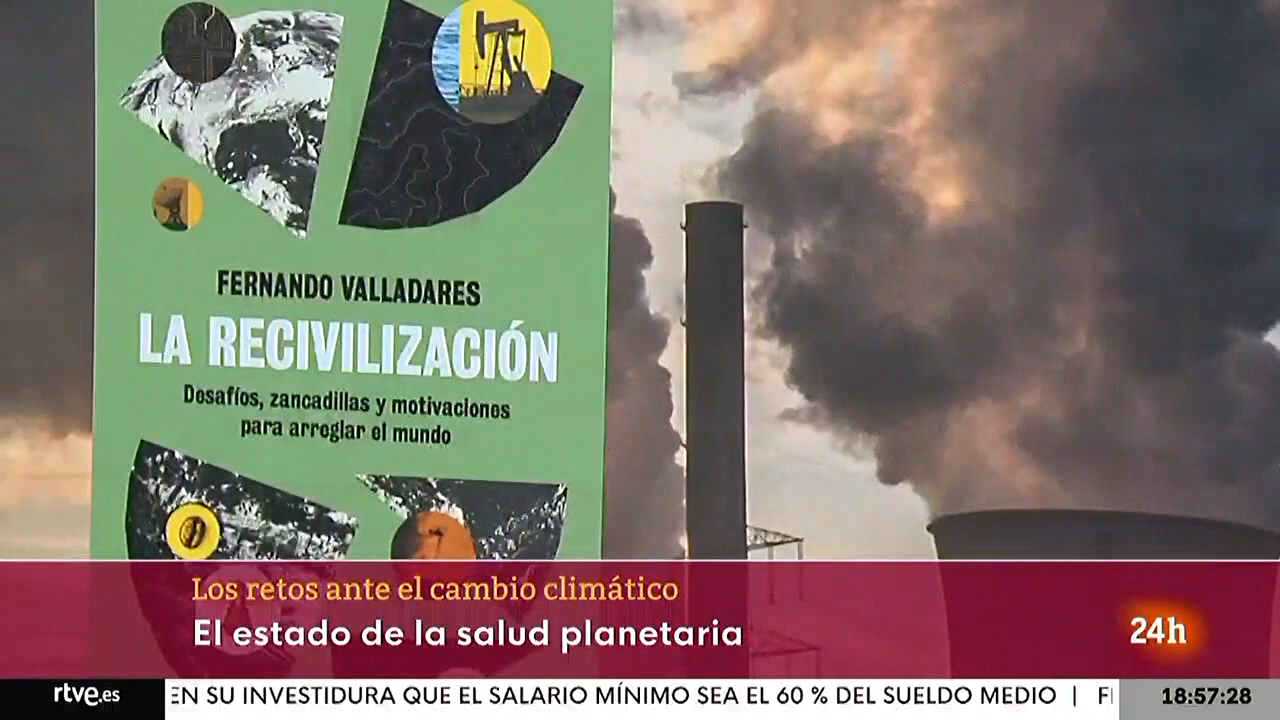 FERNANDO VALLADARES
LA RECIVILIZACIÓN
Desafíos, zancadillas y motivaciones
para arreglar el mundo
Los retos ante el cambio climático
El estado de la salud planetaria
24h
rtve.es
EN SU INVESTIDURA QUE EL SALARIO MÍNIMO SEA EL 60 % DEL SUELDO MEDIO |
18:57:28